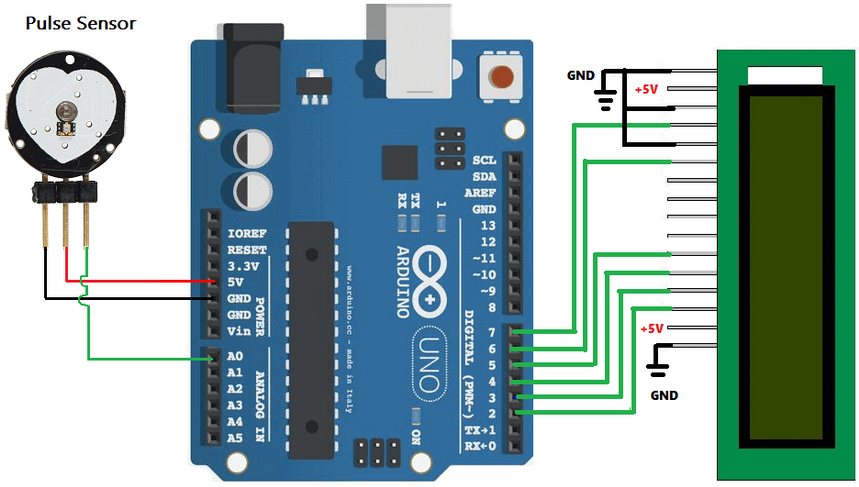 Pulse Sensor
GND
+5V
SCL
SDA
AREF
GND
13
12
~11
~10
~9
8
7
6
5
4
3
2
TX→1
RX←0
DIGITAL (PWM~)
IOREF
RESET
3.3V
5V
GND
GND
Vin
POWER
A0
A1
A2
A3
A4
A5
ANALOG IN
www.arduino.cc - made in Italy
RX
TX
1
ARDUINO
UNO
ON
+5V
GND